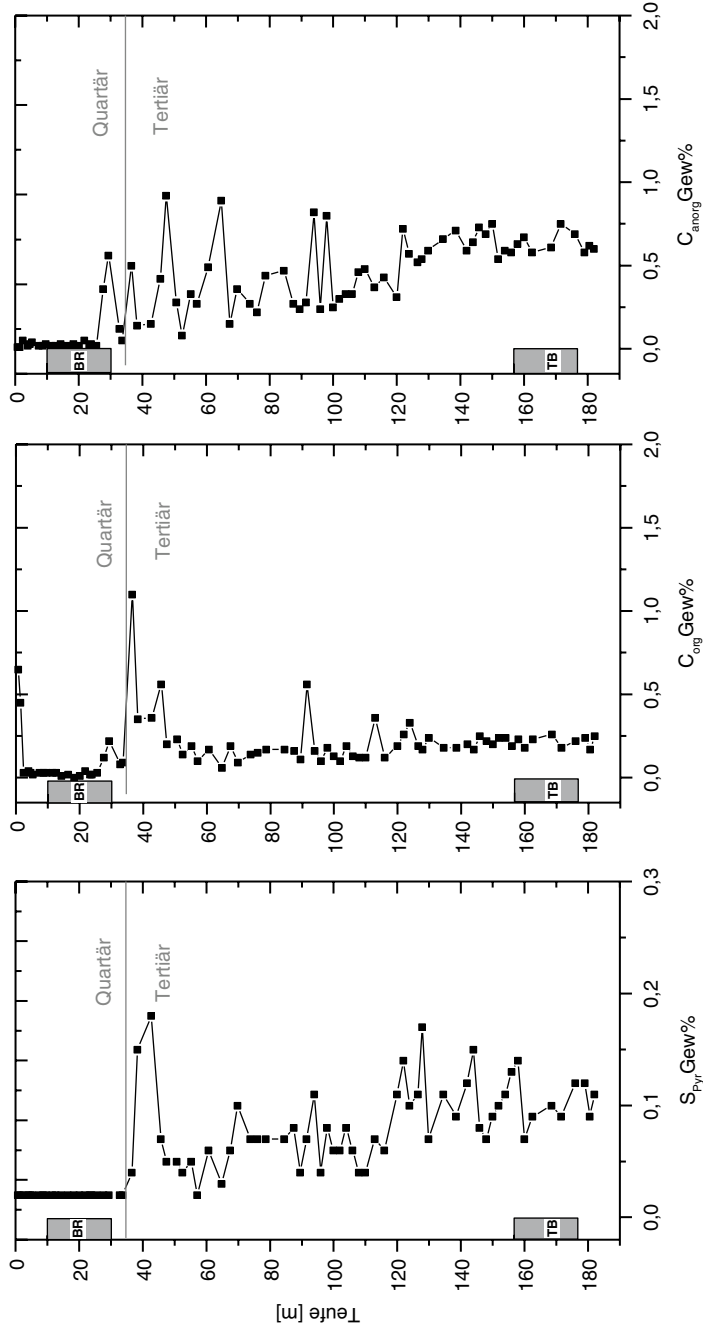 Teufe [m]
0
20
40
60
80
100
120
140
160
180
BR
Quartär
Tertiär
TB
0,0
0,1
0,2
0,3
S_Pyr Gew%
0
20
40
60
80
100
120
140
160
180
BR
Quartär
Tertiär
TB
0,0
0,5
1,0
1,5
2,0
C_org Gew%
0
20
40
60
80
100
120
140
160
180
BR
Quartär
Tertiär
TB
0,0
0,5
1,0
1,5
2,0
C_anorg Gew%